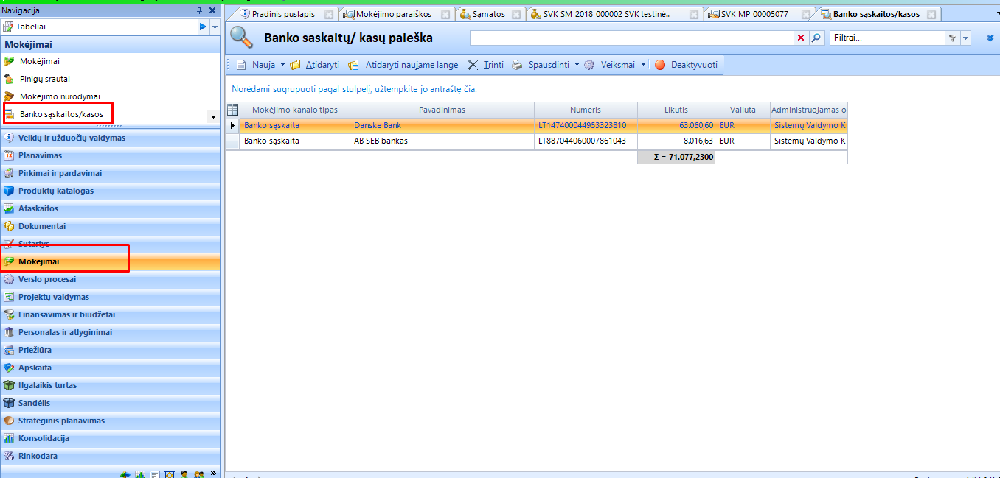 Navigacija
Tabeliai
Mokėjimai
Mokėjimai
Pinigų srautai
Mokėjimo nurodymai
Banko sąskaitos/kasos
Veiklų ir užduočių valdymas
Planavimas
Pirkimai ir pardavimai
Produktų katalogas
Ataskaitos
Dokumentai
Sutartys
Mokėjimai
Verslo procesai
Projektų valdymas
Finansavimas ir biudžetai
Personalas ir atlyginimai
Priežiūra
Apskaita
Ilgalaikis turtas
Sandėlis
Strateginis planavimas
Konsolidacija
Rinkodara
Pradinis puslapis Mokėjimo paraiškos Sąmatos SVK-SM-2018-000002 SVK testinė... SVK-MP-00005077 Banko sąskaitos/kasos
Banko saskaitų/ kasų paieška Filtrai...
Nauja Atidaryti Atidaryti naujame lange Trinti Spausdinti Veiksmai Deaktyvuoti
Norėdami sugrupuoti pagal stulpelį, užtempkite jo antraštę čia.
Mokėjimo kanalo tipas Pavadinimas Numeris Likutis Valiuta Administruojamas o
Banko sąskaita Danske Bank LT147400044953323810 63.060,60 EUR Sistemų Valdymo K
Banko sąskaita AB SEB bankas LT887044060007861043 8.016,63 EUR Sistemų Valdymo K
Σ = 71.077,2300